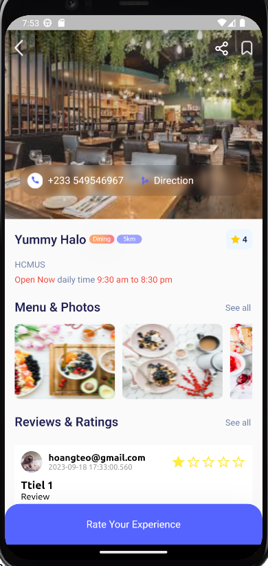 7:53
+233 549546967 Direction
Yummy Halo Dining 5km 4
HCMUS
Open Now daily time 9:30 am to 8:30 pm
Menu & Photos See all
Reviews & Ratings See all
hoangteo@gmail.com
2023-09-18 17:33:00.560
Ttiel 1
Review
Rate Your Experience